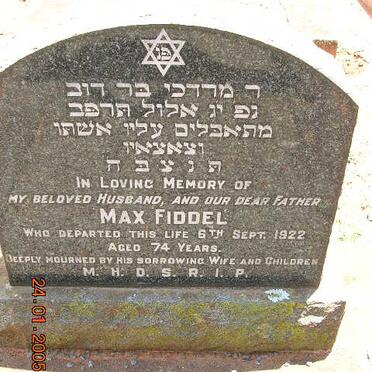 פנ
ר מרדכי בר דוב
נפ יג אלול תרפב
מתאבלים עליו אשתו
וצאצאיו
ת נ צ ב ה
IN LOVING MEMORY OF
MY BELOVED HUSBAND, AND OUR DEAR FATHER
MAX FIDDEL
WHO DEPARTED THIS LIFE 6TH SEPT. 1922
AGED 74 YEARS.
DEEPLY MOURNED BY HIS SORROWING WIFE AND CHILDREN
M. H. D. S. R. I. P.
24.01.2005